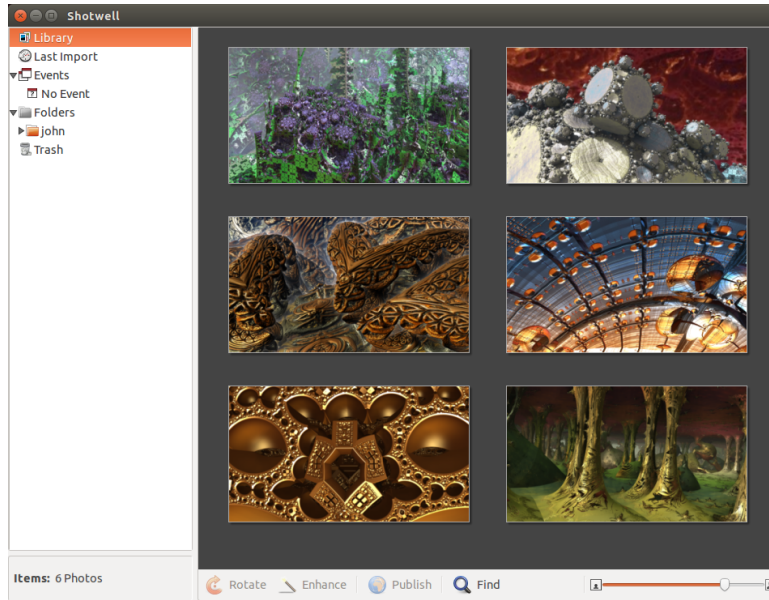 Shotwell
Library
Last Import
Events
No Event
Folders
john
Trash
Items: 6 Photos
Rotate Enhance Publish Find